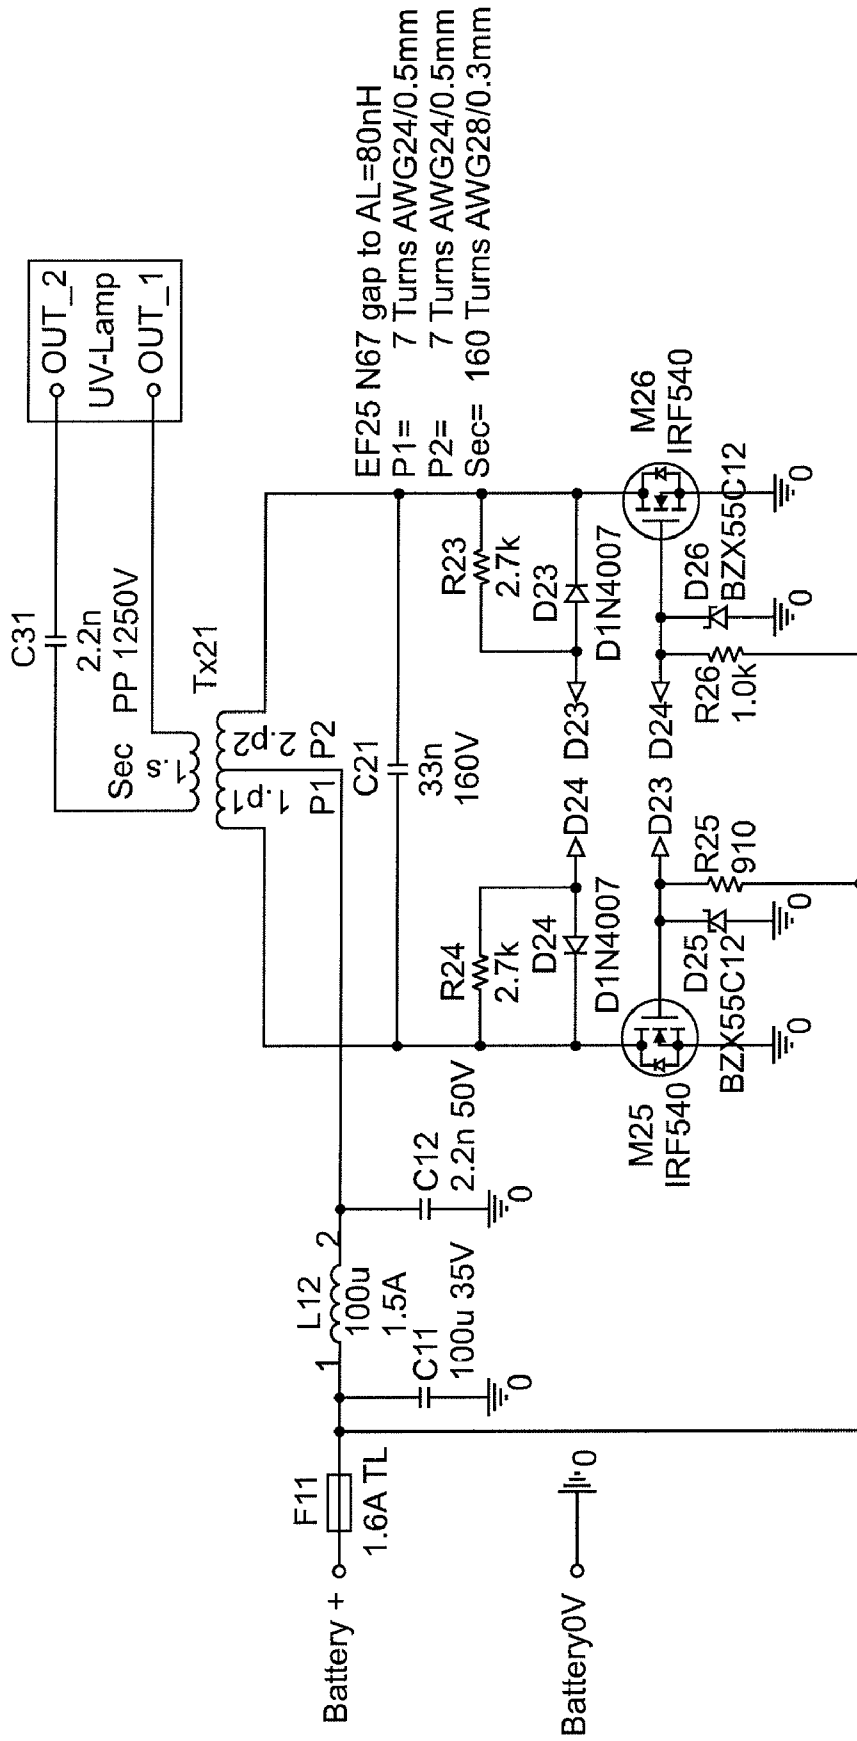 Battery +
F11
1.6A TL
Battery0V
0
1
L12
2
100u
1.5A
C11
100u 35V
0
C12
2.2n 50V
0
C31
2.2n
PP 1250V
OUT_2
UV-Lamp
OUT_1
Sec
1.s
Tx21
1.p1
2.p2
P1
P2
EF25 N67 gap to AL=80nH
P1= 7 Turns AWG24/0.5mm
P2= 7 Turns AWG24/0.5mm
Sec= 160 Turns AWG28/0.3mm
C21
33n
160V
R24
2.7k
D24
D1N4007
D24
D23
R23
2.7k
D23
D1N4007
M25
IRF540
D25
BZX55C12
0
0
D23
R25
910
D24
R26
1.0k
D26
BZX55C12
0
M26
IRF540
0